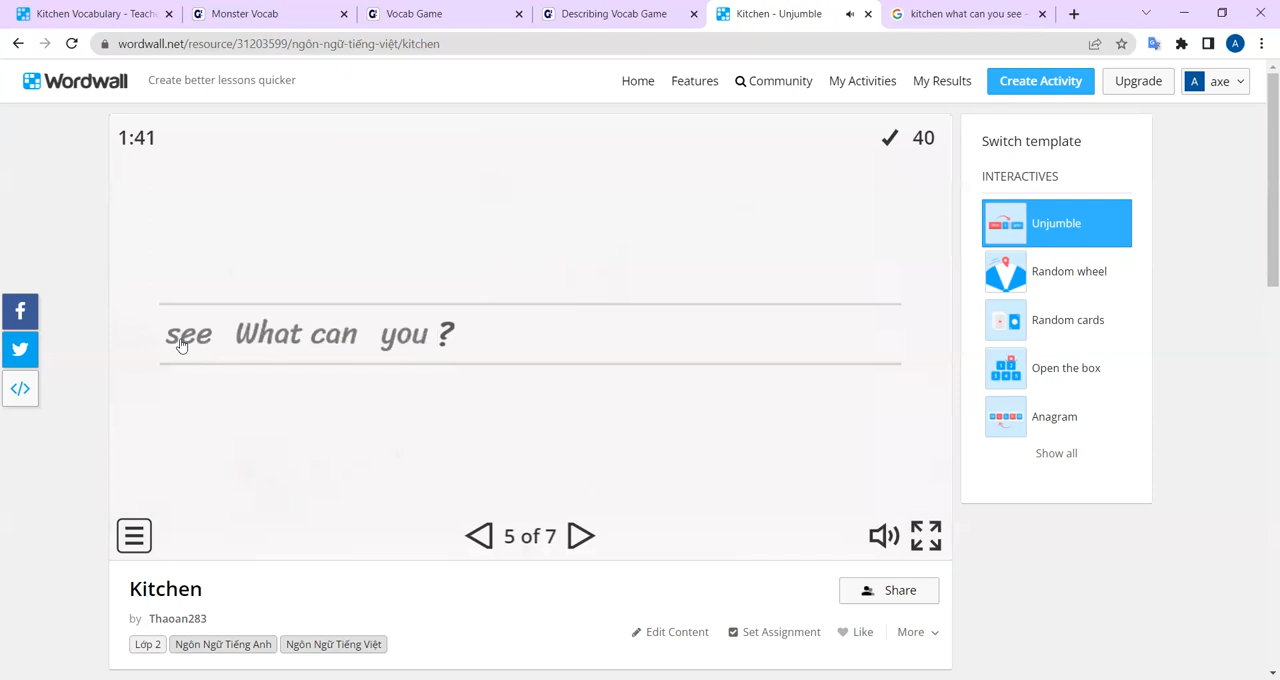 Kitchen Vocabulary - Teach
Monster Vocab
Vocab Game
Describing Vocab Game
Kitchen - Unjumble
kitchen what can you see -
wordwall.net/resource/31203599/ngôn-ngữ-tiếng-việt/kitchen
A
Wordwall
Create better lessons quicker
Home
Features
Community
My Activities
My Results
Create Activity
Upgrade
A axe
1:41
40
see What can you ?
5 of 7
Switch template
INTERACTIVES
Unjumble
Random wheel
Random cards
Open the box
Anagram
Show all
Kitchen
by Thaoan283
Lớp 2 Ngôn Ngữ Tiếng Anh Ngôn Ngữ Tiếng Việt
Share
Edit Content
Set Assignment
Like
More